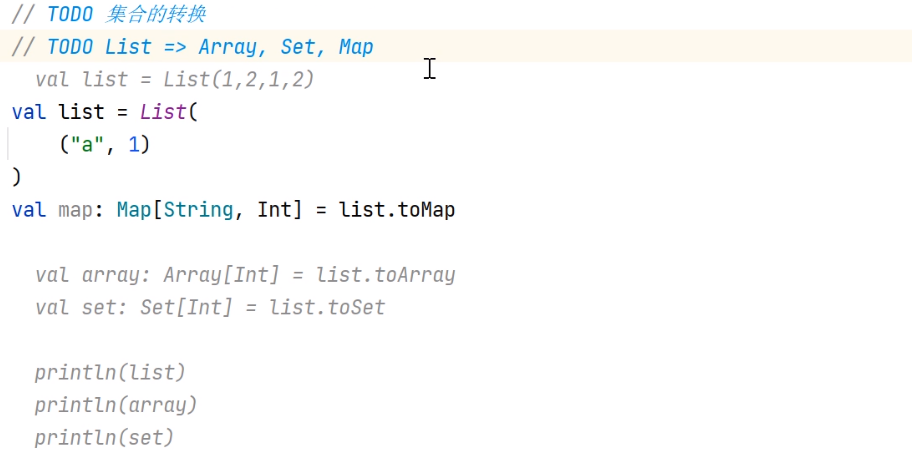 // TODO 集合的转换
// TODO List => Array, Set, Map
val list = List(1,2,1,2)
val list = List(
("a", 1)
)
val map: Map[String, Int] = list.toMap
val array: Array[Int] = list.toArray
val set: Set[Int] = list.toSet
println(list)
println(array)
println(set)